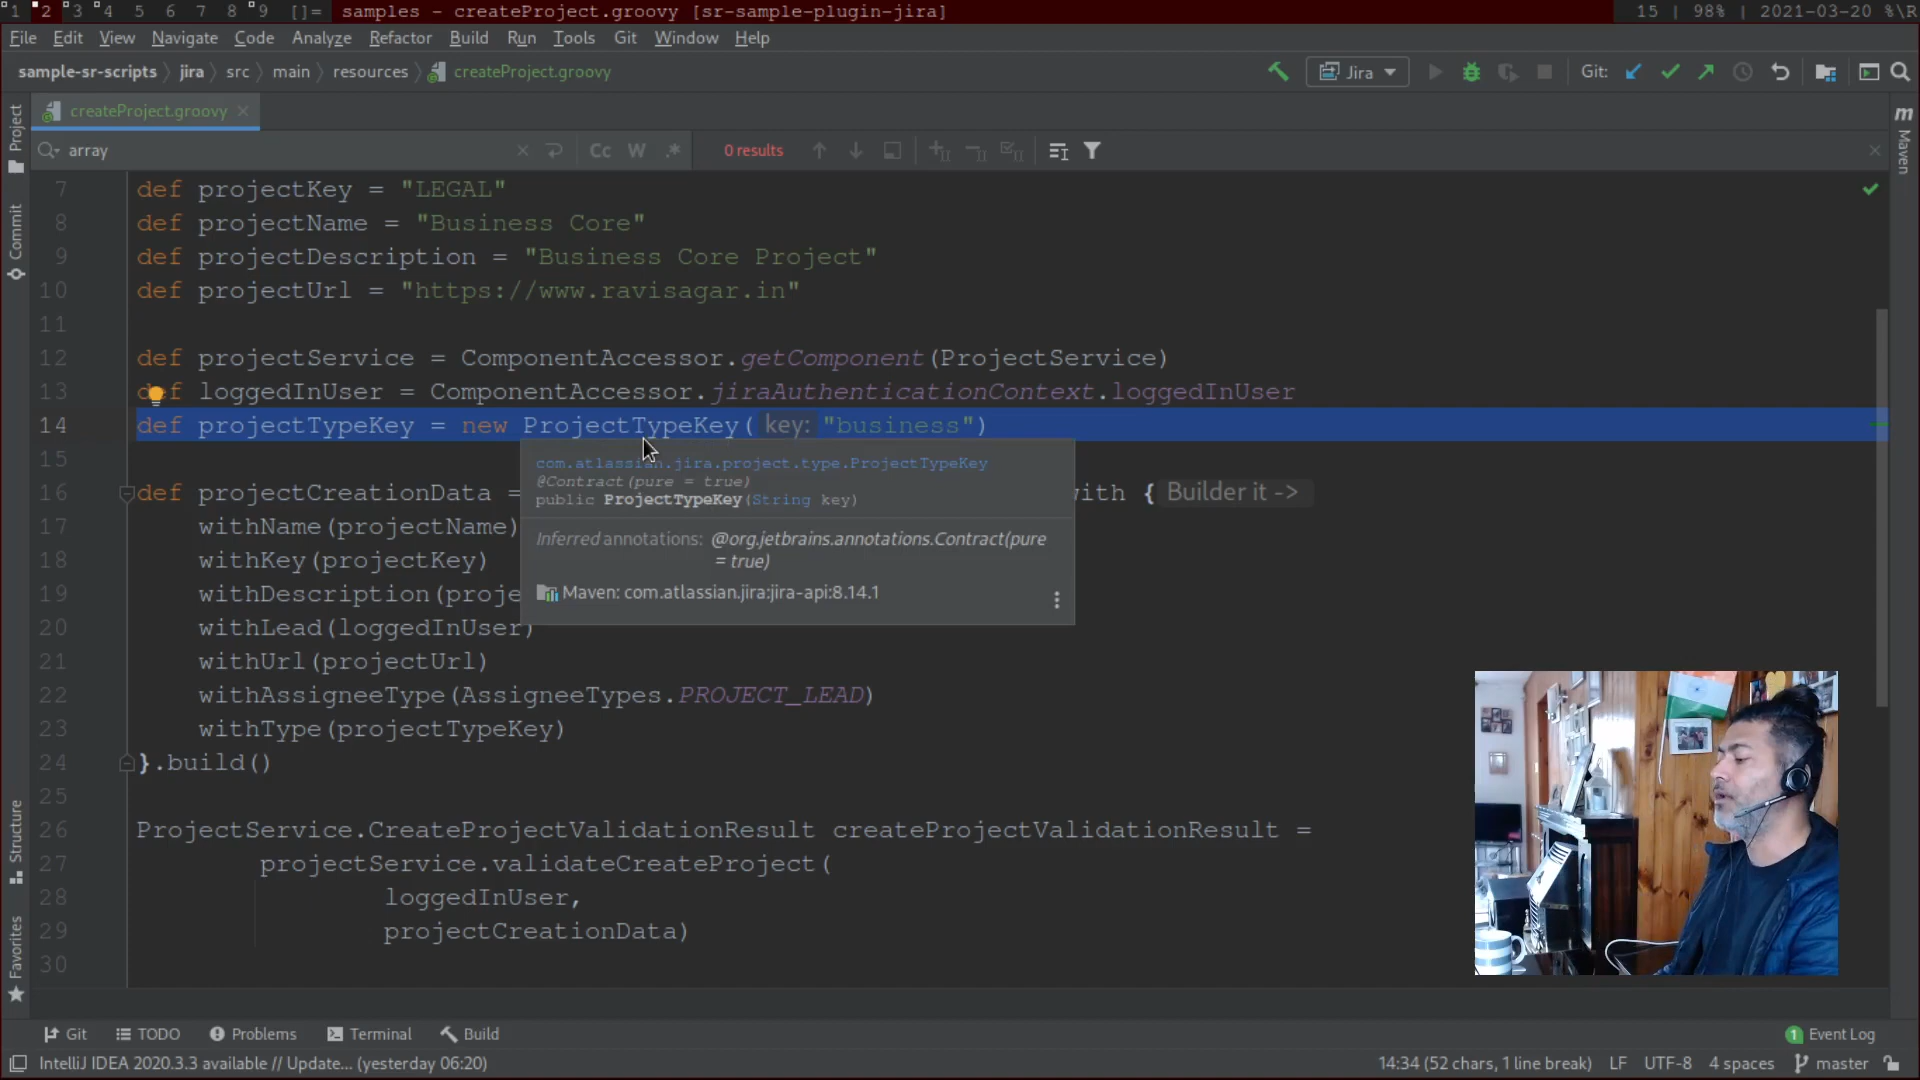 1 2 3 4 5 6 7 8 9 []= samples - createProject.groovy [sr-sample-plugin-jira] 15 | 98% | 2021-03-20 %\R
File Edit View Navigate Code Analyze Refactor Build Run Tools Git Window Help
sample-sr-scripts jira src main resources createProject.groovy Jira Git:
Project
Commit
Structure
Favorites
m Maven
createProject.groovy
array Cc W .* 0 results
7 def projectKey = "LEGAL"
8 def projectName = "Business Core"
9 def projectDescription = "Business Core Project"
10 def projectUrl = "https://www.ravisagar.in"
11
12 def projectService = ComponentAccessor.getComponent(ProjectService)
13 def loggedInUser = ComponentAccessor.jiraAuthenticationContext.loggedInUser
14 def projectTypeKey = new ProjectTypeKey( key: "business")
15
com.atlassian.jira.project.type.ProjectTypeKey
@Contract(pure = true)
public ProjectTypeKey(String key)
Inferred annotations: @org.jetbrains.annotations.Contract(pure
= true)
Maven: com.atlassian.jira:jira-api:8.14.1
16 def projectCreationData = with { Builder it ->
17 withName(projectName)
18 withKey(projectKey)
19 withDescription(proje
20 withLead(loggedInUser)
21 withUrl(projectUrl)
22 withAssigneeType(AssigneeTypes.PROJECT_LEAD)
23 withType(projectTypeKey)
24 }.build()
25
26 ProjectService.CreateProjectValidationResult createProjectValidationResult =
27 projectService.validateCreateProject(
28 loggedInUser,
29 projectCreationData)
30
Git TODO Problems Terminal Build 1 Event Log
IntelliJ IDEA 2020.3.3 available // Update... (yesterday 06:20) 14:34 (52 chars, 1 line break) LF UTF-8 4 spaces master